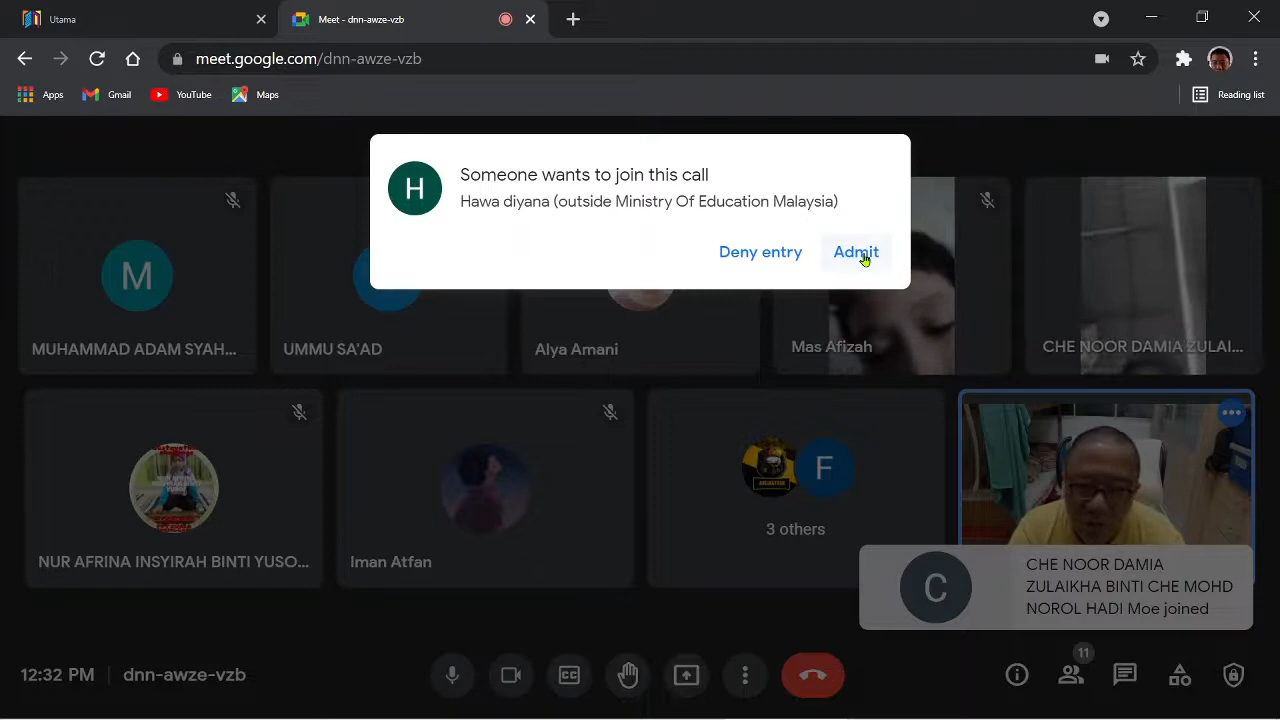 Utama
Meet - dnn-awze-vzb
meet.google.com/dnn-awze-vzb
Apps
Gmail
YouTube
Maps
Reading list
H
Someone wants to join this call
Hawa diyana (outside Ministry Of Education Malaysia)
Deny entry
Admit
M
MUHAMMAD ADAM SYAH...
UMMU SA'AD
Alya Amani
Mas Afizah
CHE NOOR DAMIA ZULAI...
NUR AFRINA INSYIRAH BINTI YUSO...
Iman Atfan
F
3 others
C
CHE NOOR DAMIA
ZULAIKHA BINTI CHE MOHD
NOROL HADI Moe joined
12:32 PM
dnn-awze-vzb
CC
11